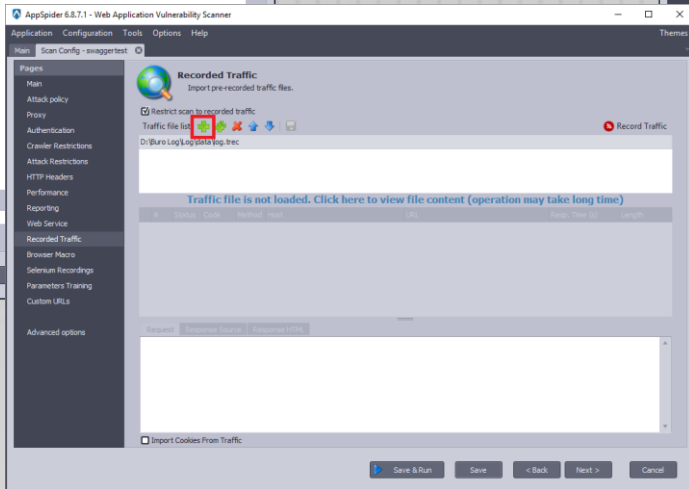 AppSpider 6.8.7.1 - Web Application Vulnerability Scanner
Application Configuration Tools Options Help Themes
Main Scan Config - swaggertest
Pages
Main
Attack policy
Proxy
Authentication
Crawler Restrictions
Attack Restrictions
HTTP Headers
Performance
Reporting
Web Service
Recorded Traffic
Browser Macro
Selenium Recordings
Parameters Training
Custom URLs
Advanced options
Recorded Traffic
Import pre-recorded traffic files.
Restrict scan to recorded traffic
Traffic file list Record Traffic
D:\Buro Log\Log\data\log.trec
Traffic file is not loaded. Click here to view file content (operation may take long time)
# Status Code Method Host URL Resp. Time (s) Length
Request Response Source Response HTML
Import Cookies From Traffic
Save & Run Save < Back Next > Cancel